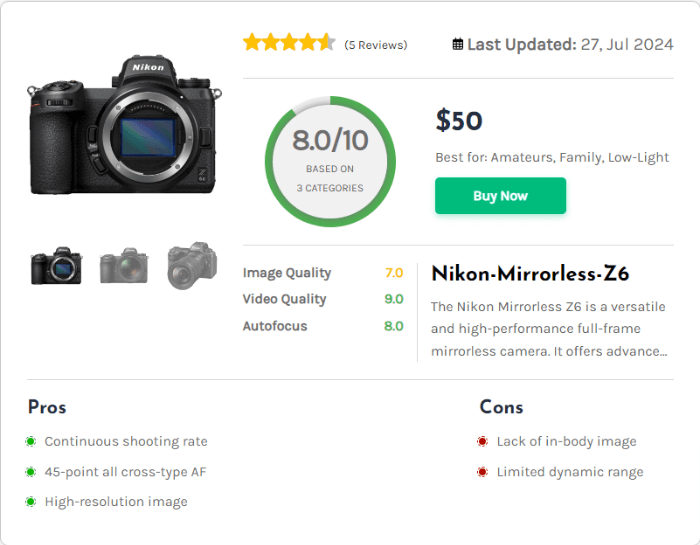 (5 Reviews)
Last Updated: 27, Jul 2024
Nikon
8.0/10
BASED ON
3 CATEGORIES
$50
Best for: Amateurs, Family, Low-Light
Buy Now
Image Quality 7.0
Video Quality 9.0
Autofocus 8.0
Nikon-Mirrorless-Z6
The Nikon Mirrorless Z6 is a versatile
and high-performance full-frame
mirrorless camera. It offers advance...
Pros
Continuous shooting rate
45-point all cross-type AF
High-resolution image
Cons
Lack of in-body image
Limited dynamic range